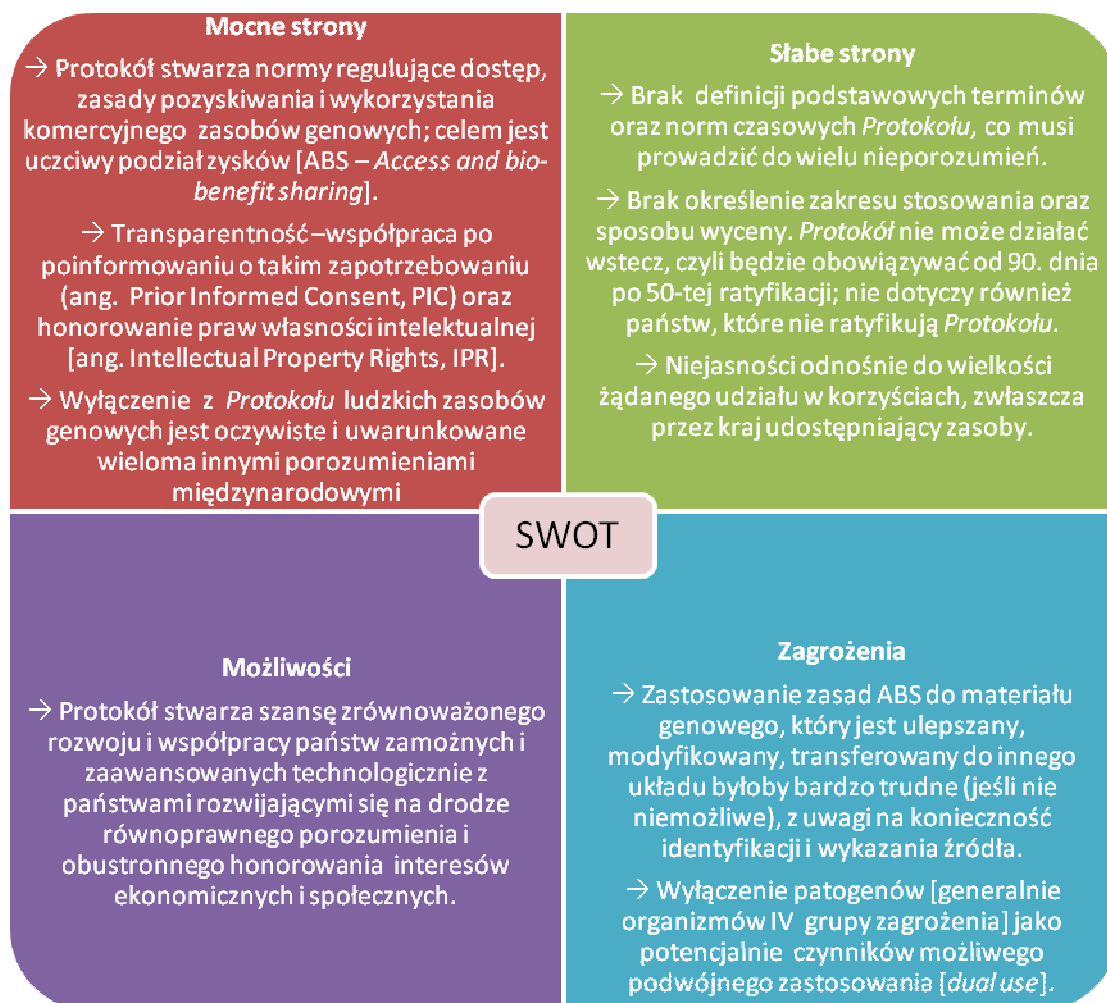 Mocne strony
→ Protokół stwarza normy regulujące dostęp,
zasady pozyskiwania i wykorzystania
komercyjnego zasobów genowych; celem jest
uczciwy podział zysków [ABS – Access and bio-
benefit sharing].
→ Transparentność –współpraca po
poinformowaniu o takim zapotrzebowaniu
(ang. Prior Informed Consent, PIC) oraz
honorowanie praw własności intelektualnej
[ang. Intellectual Property Rights, IPR].
→ Wyłączenie z Protokołu ludzkich zasobów
genowych jest oczywiste i uwarunkowane
wieloma innymi porozumieniami
międzynarodowymi
Słabe strony
→ Brak definicji podstawowych terminów
oraz norm czasowych Protokołu, co musi
prowadzić do wielu nieporozumień.
→ Brak określenie zakresu stosowania oraz
sposobu wyceny. Protokół nie może działać
wstecz, czyli będzie obowiązywać od 90. dnia
po 50-tej ratyfikacji; nie dotyczy również
państw, które nie ratyfikują Protokołu.
→ Niejasności odnośnie do wielkości
żądanego udziału w korzyściach, zwłaszcza
przez kraj udostępniający zasoby.
SWOT
Możliwości
→ Protokół stwarza szansę zrównoważonego
rozwoju i współpracy państw zamożnych i
zaawansowanych technologicznie z
państwami rozwijającymi się na drodze
równoprawnego porozumienia i
obustronnego honorowania interesów
ekonomicznych i społecznych.
Zagrożenia
→ Zastosowanie zasad ABS do materiału
genowego, który jest ulepszany,
modyfikowany, transferowany do innego
układu byłoby bardzo trudne (jeśli nie
niemożliwe), z uwagi na konieczność
identyfikacji i wykazania źródła.
→ Wyłączenie patogenów [generalnie
organizmów IV grupy zagrożenia] jako
potencjalnie czynników możliwego
podwójnego zastosowania [dual use].